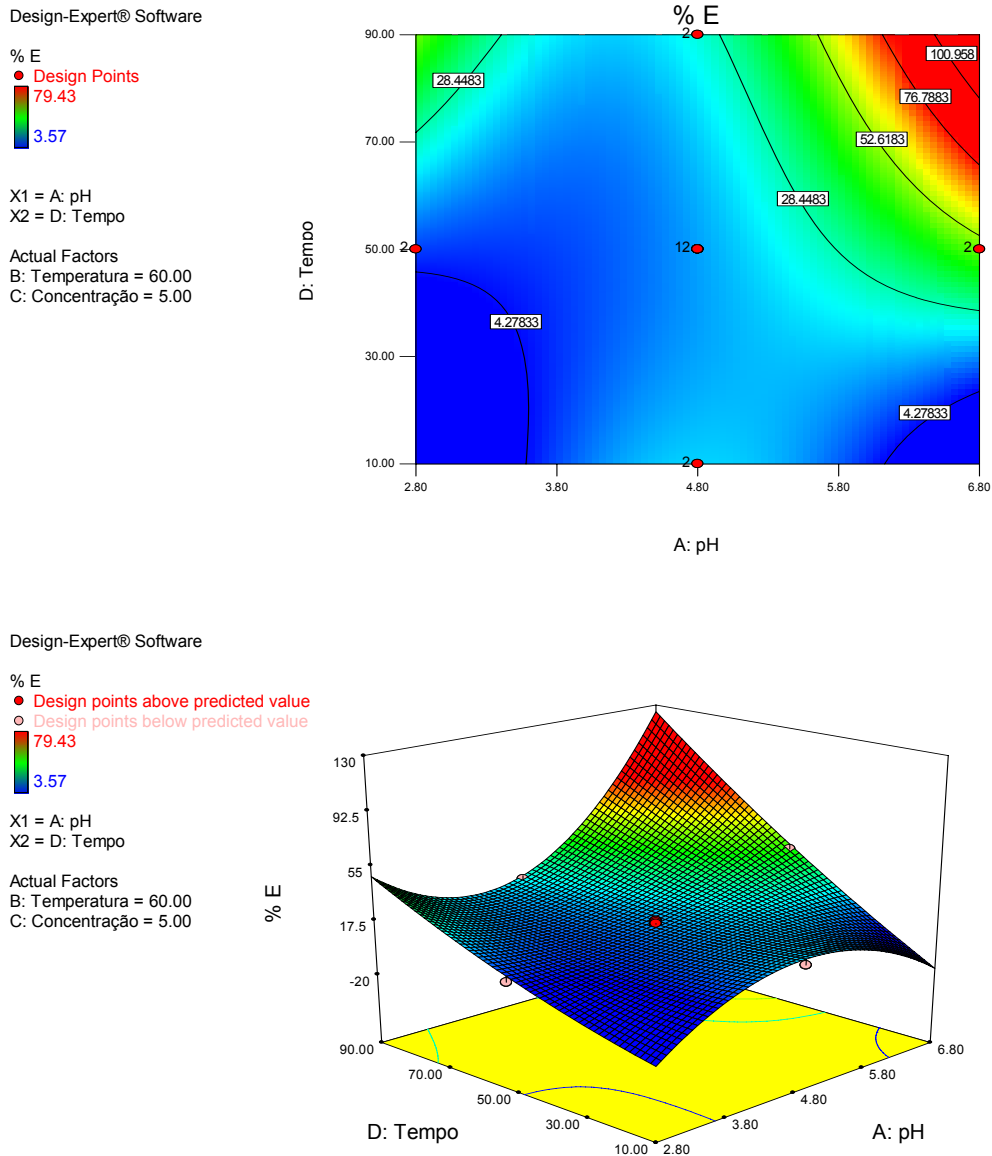 Design-Expert® Software
% E
Design Points
79.43
3.57
X1 = A: pH
X2 = D: Tempo
Actual Factors
B: Temperatura = 60.00
C: Concentração = 5.00
% E
90.00
70.00
50.00
30.00
10.00
D: Tempo
2.80
3.80
4.80
5.80
6.80
A: pH
28.4483
4.27833
28.4483
52.6183
76.7883
100.958
4.27833
2
2
12
2
2
Design-Expert® Software
% E
Design points above predicted value
Design points below predicted value
79.43
3.57
X1 = A: pH
X2 = D: Tempo
Actual Factors
B: Temperatura = 60.00
C: Concentração = 5.00
130
92.5
55
17.5
-20
% E
90.00
70.00
50.00
30.00
10.00
D: Tempo
2.80
3.80
4.80
5.80
6.80
A: pH